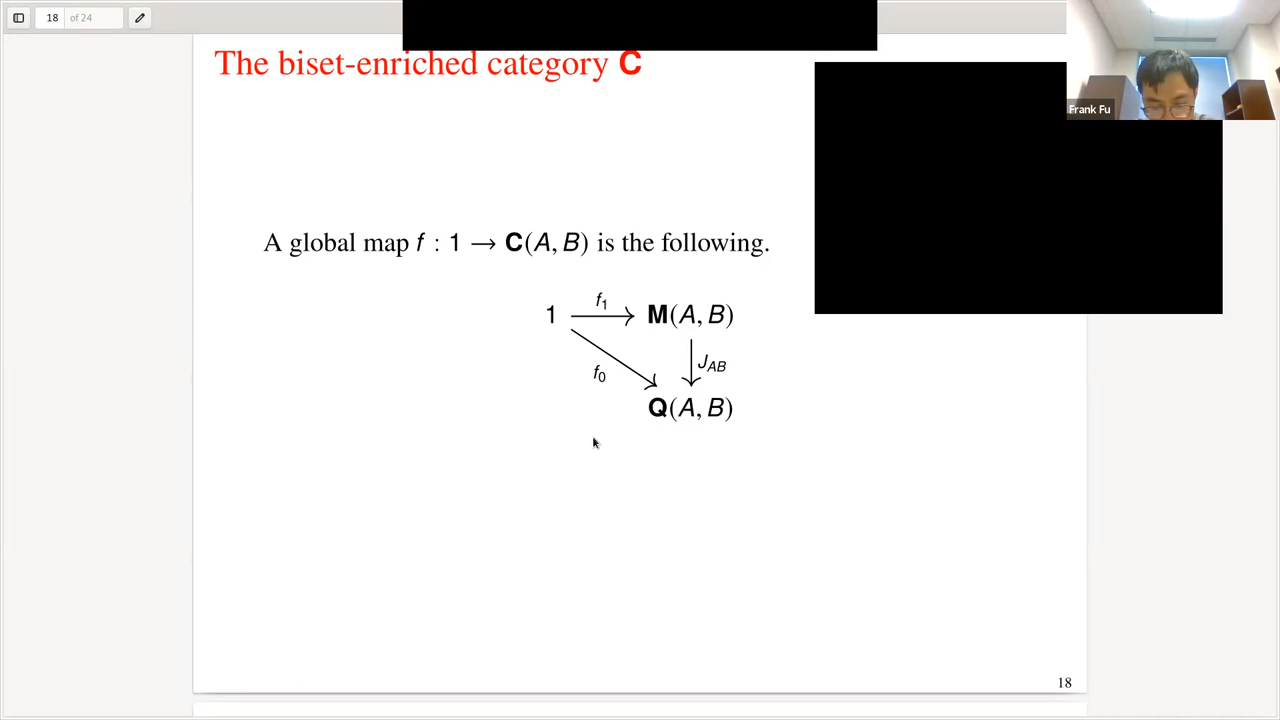 18 of 24
The biset-enriched category C
Frank Fu
A global map f : 1 → C(A, B) is the following.
1 f₁ M(A, B)
f₀ J_AB
Q(A, B)
18